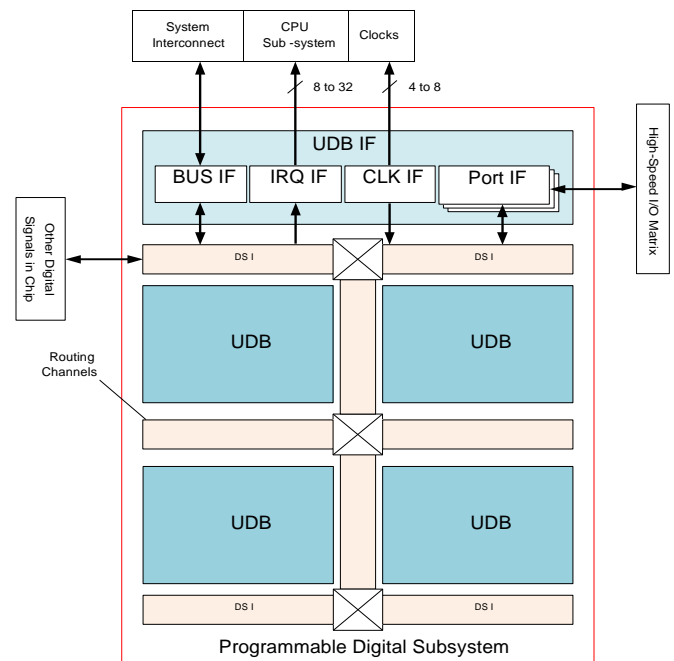 System
Interconnect
CPU
Sub -system
Clocks
8 to 32
4 to 8
UDB IF
BUS IF
IRQ IF
CLK IF
Port IF
High-Speed I/O Matrix
Other Digital
Signals in Chip
DS I
DS I
UDB
UDB
Routing
Channels
UDB
UDB
DS I
DS I
Programmable Digital Subsystem